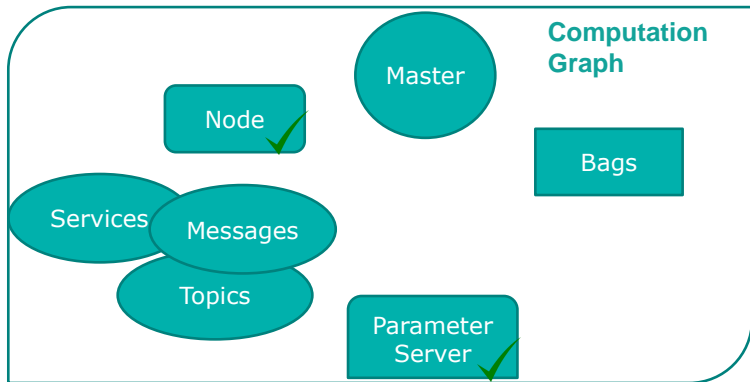 Computation
Graph
Master
Node
Bags
Services
Messages
Topics
Parameter
Server